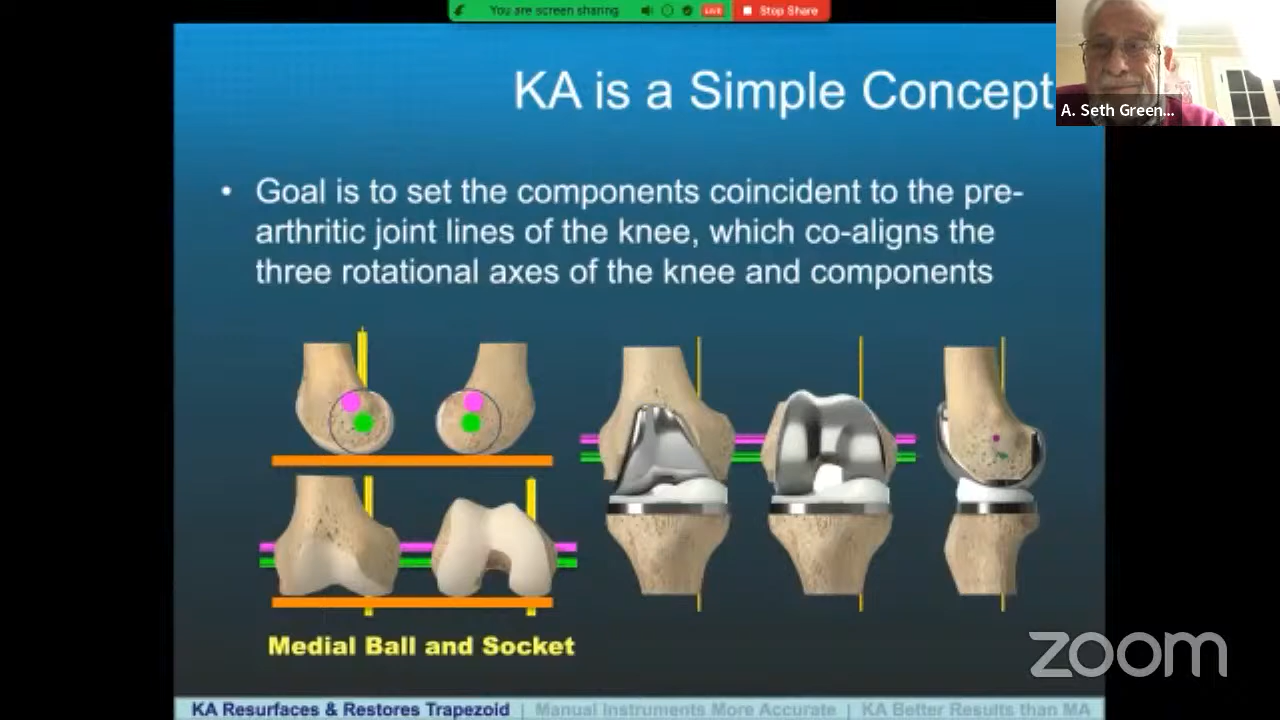 You are screen sharing
LIVE
Stop Share
KA is a Simple Concept
A. Seth Green...
• Goal is to set the components coincident to the pre-
arthritic joint lines of the knee, which co-aligns the
three rotational axes of the knee and components
Medial Ball and Socket
zoom
KA Resurfaces & Restores Trapezoid | Manual Instruments More Accurate | KA Better Results than MA